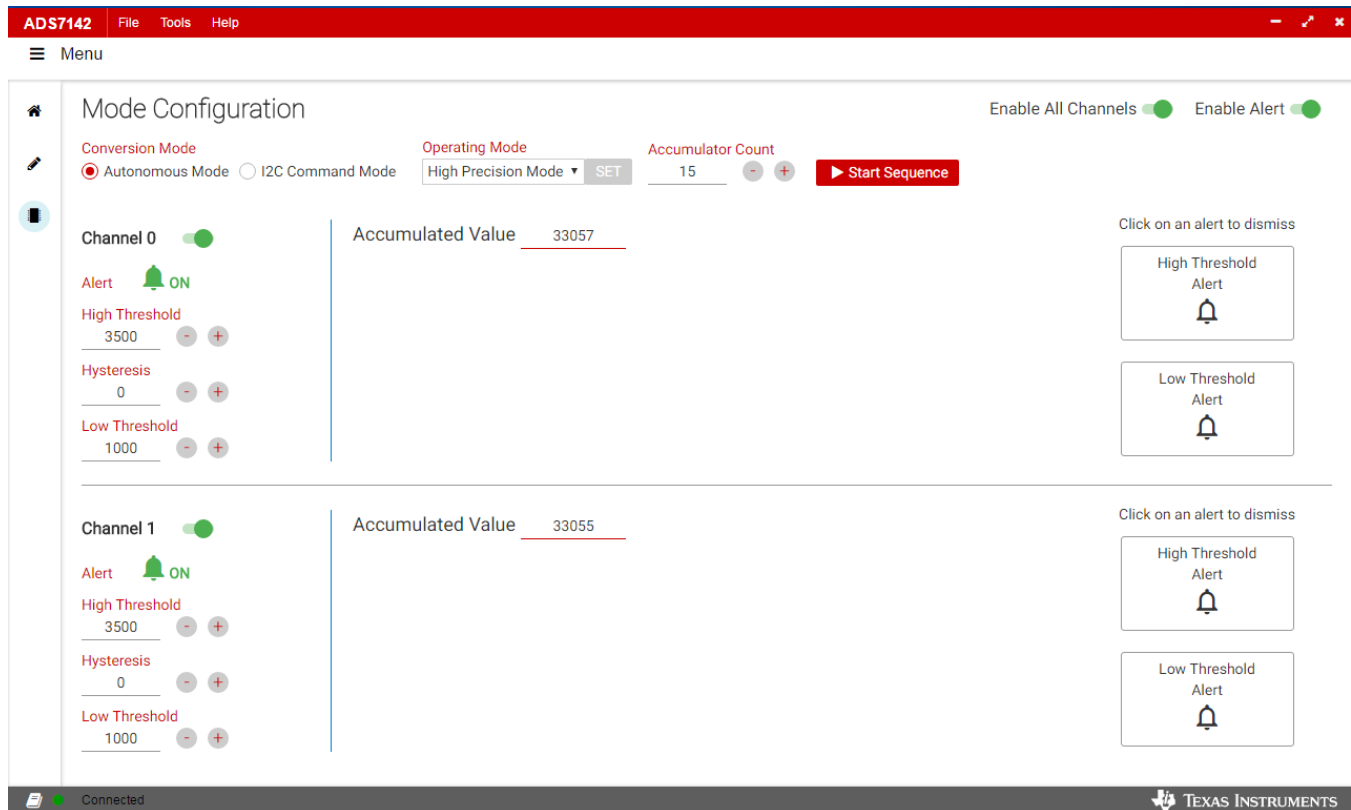 ADS7142 File Tools Help
Menu
Mode Configuration
Enable All Channels Enable Alert
Conversion Mode Operating Mode Accumulator Count
Autonomous Mode I2C Command Mode High Precision Mode SET 15 - + Start Sequence
Channel 0 Accumulated Value 33057
Click on an alert to dismiss
Alert ON
High Threshold
3500 - +
Hysteresis
0 - +
Low Threshold
1000 - +
High Threshold
Alert
Low Threshold
Alert
Channel 1 Accumulated Value 33055
Click on an alert to dismiss
Alert ON
High Threshold
3500 - +
Hysteresis
0 - +
Low Threshold
1000 - +
High Threshold
Alert
Low Threshold
Alert
Connected TEXAS INSTRUMENTS